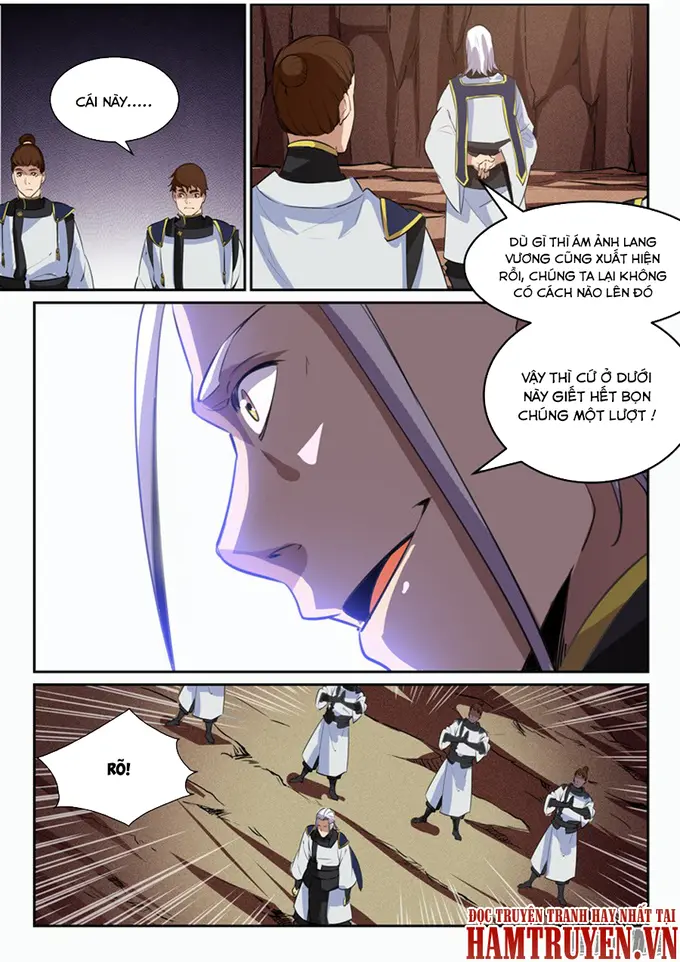 CÁI NÀY.....
DÙ GÌ THÌ ÁM ẢNH LANG
VƯƠNG CŨNG XUẤT HIỆN
RỒI, CHÚNG TA LẠI KHÔNG
CÓ CÁCH NÀO LÊN ĐÓ
VẬY THÌ CỨ Ở DƯỚI
NÀY GIẾT HẾT BỌN
CHÚNG MỘT LƯỢT !
RÕ!
ĐỌC TRUYỆN TRANH HAY NHẤT TẠI
HAMTRUYEN.VN